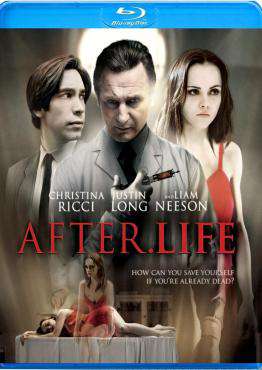 Blu-ray Disc
CHRISTINA JUSTIN AND LIAM
RICCI LONG NEESON
AFTER.LIFE
HOW CAN YOU SAVE YOURSELF
IF YOU'RE ALREADY DEAD?